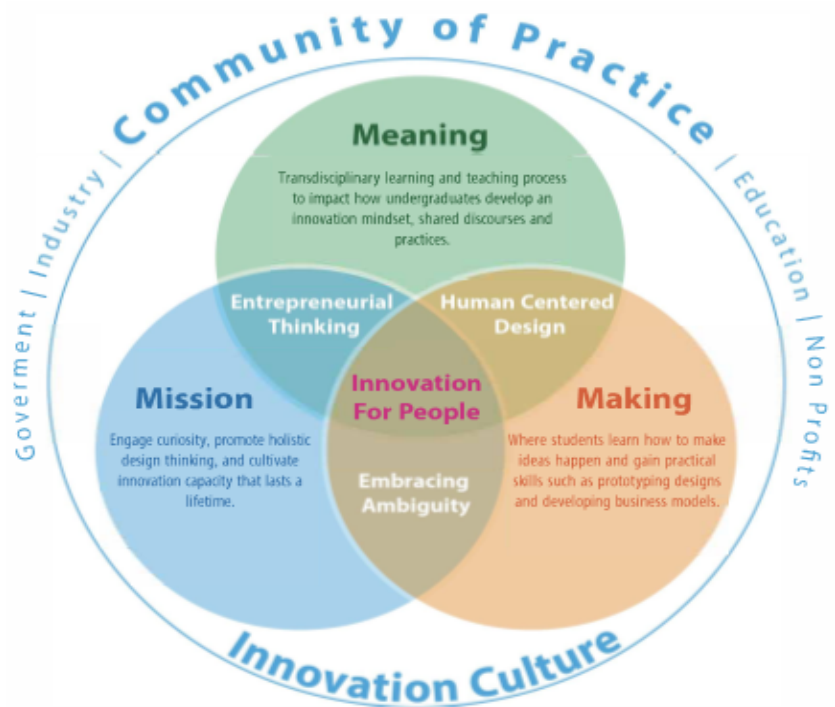 Community of Practice
Goverment | Industry |
| Education | Non Profits
Meaning
Transdisciplinary learning and teaching process
to impact how undergraduates develop an
innovation mindset, shared discourses and
practices.
Entrepreneurial
Thinking
Human Centered
Design
Innovation
For People
Mission
Engage curiosity, promote holistic
design thinking, and cultivate
innovation capacity that lasts a
lifetime.
Making
Where students learn how to make
ideas happen and gain practical
skills such as prototyping designs
and developing business models.
Embracing
Ambiguity
Innovation Culture